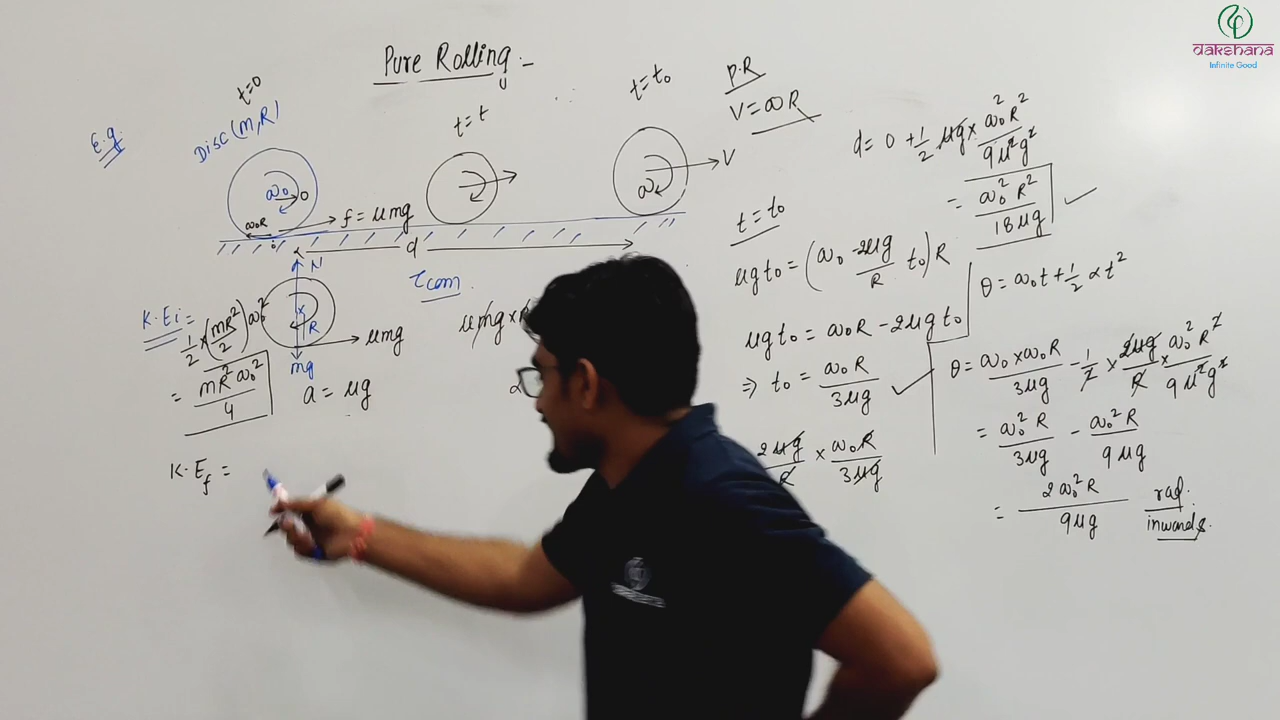 dakshana
Infinite Good
Pure Rolling :-
E.g.
t=0
Disc (m,R)
t = t
t = t₀
P.R
V = ωR
ω₀
0
ω₀R
f = μmg
V
ω
d
N
R
mg
μmg
τcom
a = μg
K.Ei =
1/2 × (mR²/2) ω₀²
= mR²ω₀²/4
K.E_f =
t = t₀
μgt₀ = (ω₀ - 2μg/R t₀) R
μgt₀ = ω₀R - 2μgt₀
⇒ t₀ = ω₀R/3μg
2μg/R × ω₀R/3μg
d = 0 + 1/2 μg × ω₀²R²/9μ²g²
= ω₀²R²/18μg
θ = ω₀t + 1/2 αt²
θ = ω₀ × ω₀R/3μg - 1/2 × 2μg/R × ω₀²R²/9μ²g²
= ω₀²R/3μg - ω₀²R/9μg
= 2ω₀²R/9μg rad.
inwards.